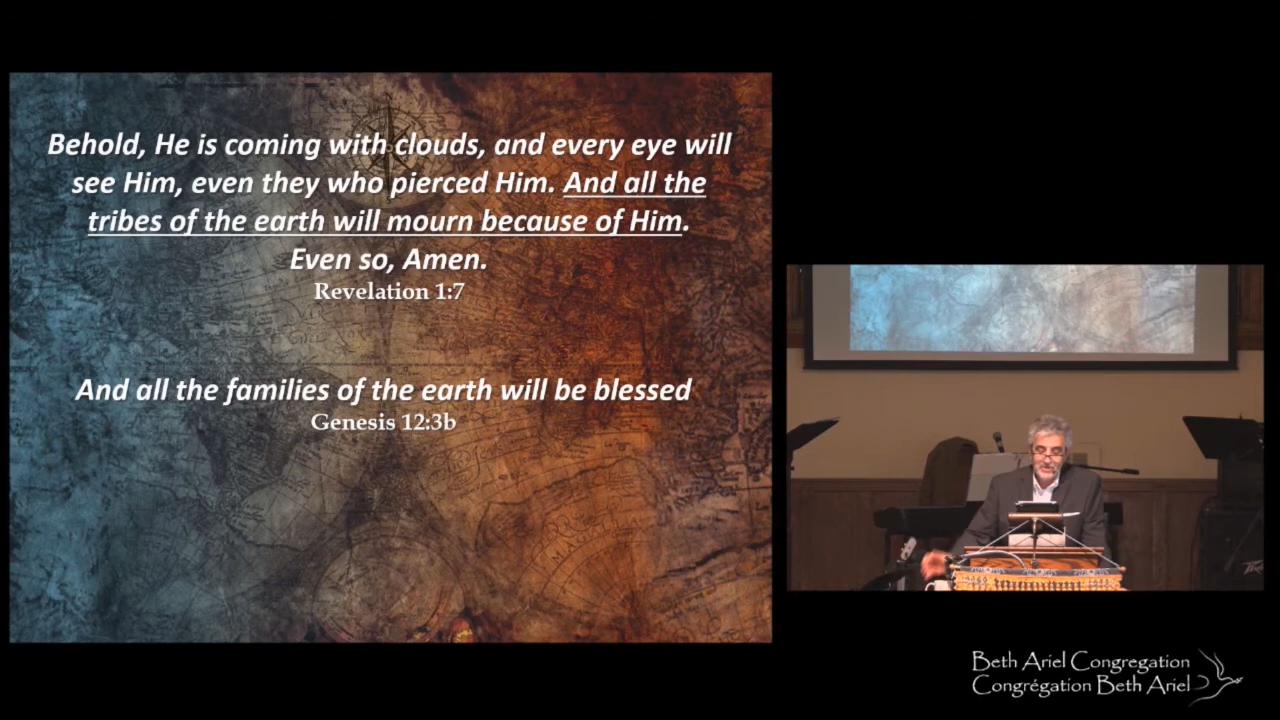 Behold, He is coming with clouds, and every eye will
see Him, even they who pierced Him. And all the
tribes of the earth will mourn because of Him.
Even so, Amen.
Revelation 1:7
And all the families of the earth will be blessed
Genesis 12:3b
Beth Ariel Congregation
Congrégation Beth Ariel